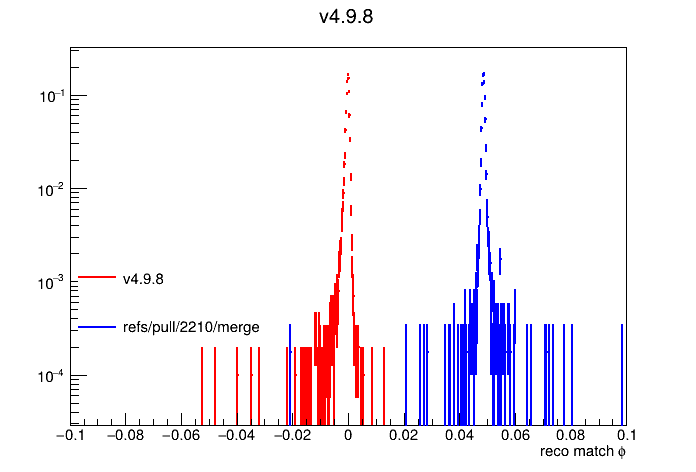 v4.9.8
10⁻¹
10⁻²
10⁻³
10⁻⁴
v4.9.8
refs/pull/2210/merge
−0.1 −0.08 −0.06 −0.04 −0.02 0 0.02 0.04 0.06 0.08 0.1
reco match ϕ